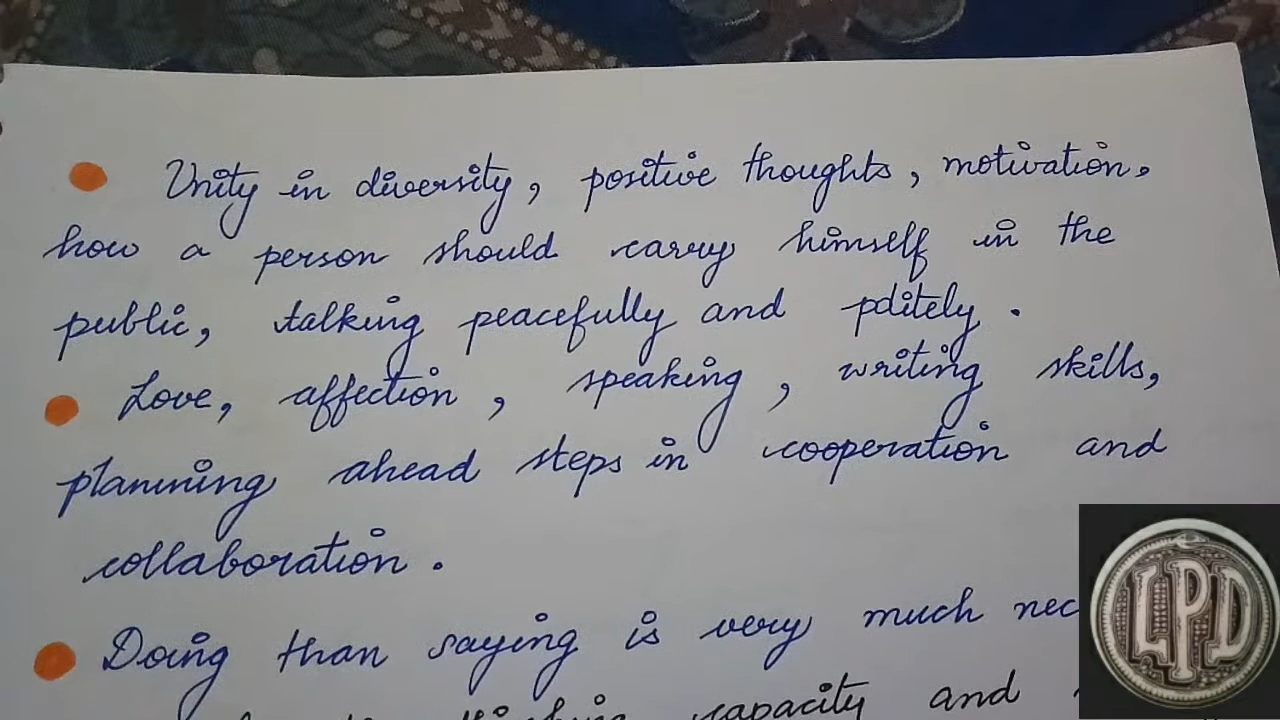 Unity in diversity, positive thoughts, motivation,
how a person should carry himself in the
public, talking peacefully and politely.
Love, affection, speaking, writing skills,
planning ahead steps in cooperation and
collaboration.
Doing than saying is very much
capacity and
LPD